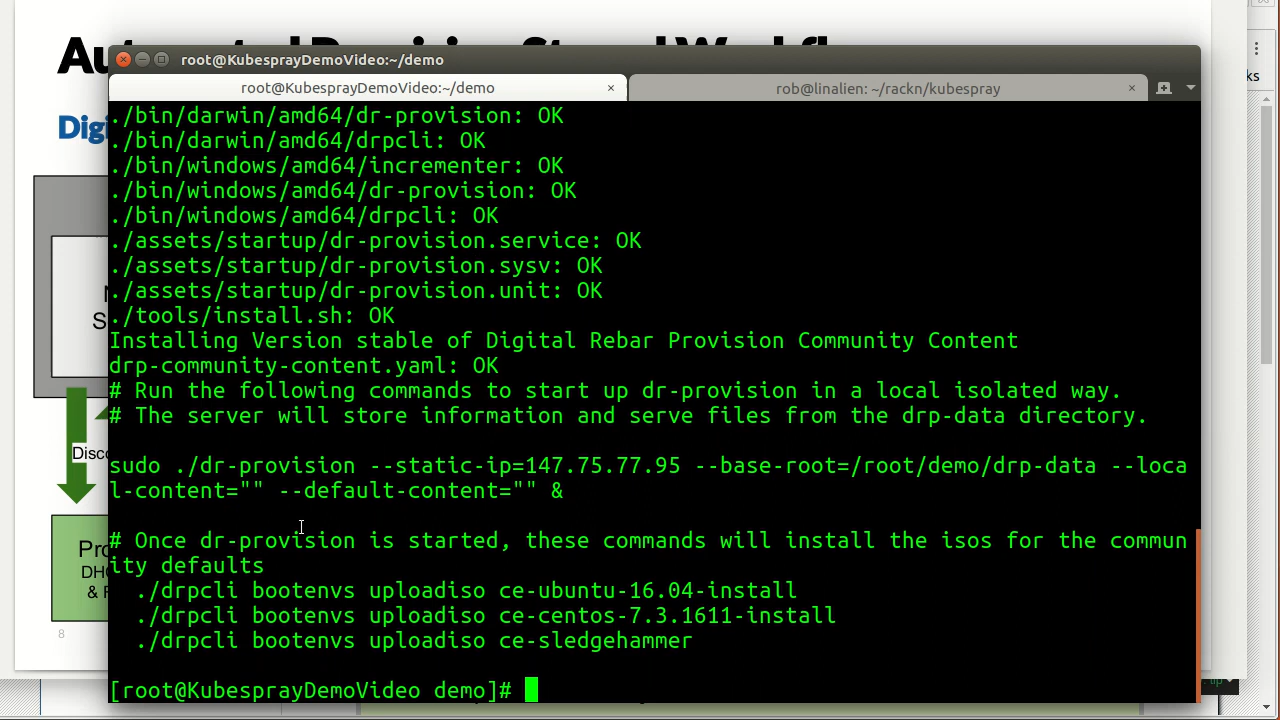 root@KubesprayDemoVideo:~/demo
root@KubesprayDemoVideo:~/demo
rob@linalien: ~/rackn/kubespray
./bin/darwin/amd64/dr-provision: OK
./bin/darwin/amd64/drpcli: OK
./bin/windows/amd64/incrementer: OK
./bin/windows/amd64/dr-provision: OK
./bin/windows/amd64/drpcli: OK
./assets/startup/dr-provision.service: OK
./assets/startup/dr-provision.sysv: OK
./assets/startup/dr-provision.unit: OK
./tools/install.sh: OK
Installing Version stable of Digital Rebar Provision Community Content
drp-community-content.yaml: OK
# Run the following commands to start up dr-provision in a local isolated way.
# The server will store information and serve files from the drp-data directory.
sudo ./dr-provision --static-ip=147.75.77.95 --base-root=/root/demo/drp-data --loca
l-content="" --default-content="" &
# Once dr-provision is started, these commands will install the isos for the commun
ity defaults
./drpcli bootenvs uploadiso ce-ubuntu-16.04-install
./drpcli bootenvs uploadiso ce-centos-7.3.1611-install
./drpcli bootenvs uploadiso ce-sledgehammer
[root@KubesprayDemoVideo demo]#
Digi
Disco
Pro
DHC
8
ks